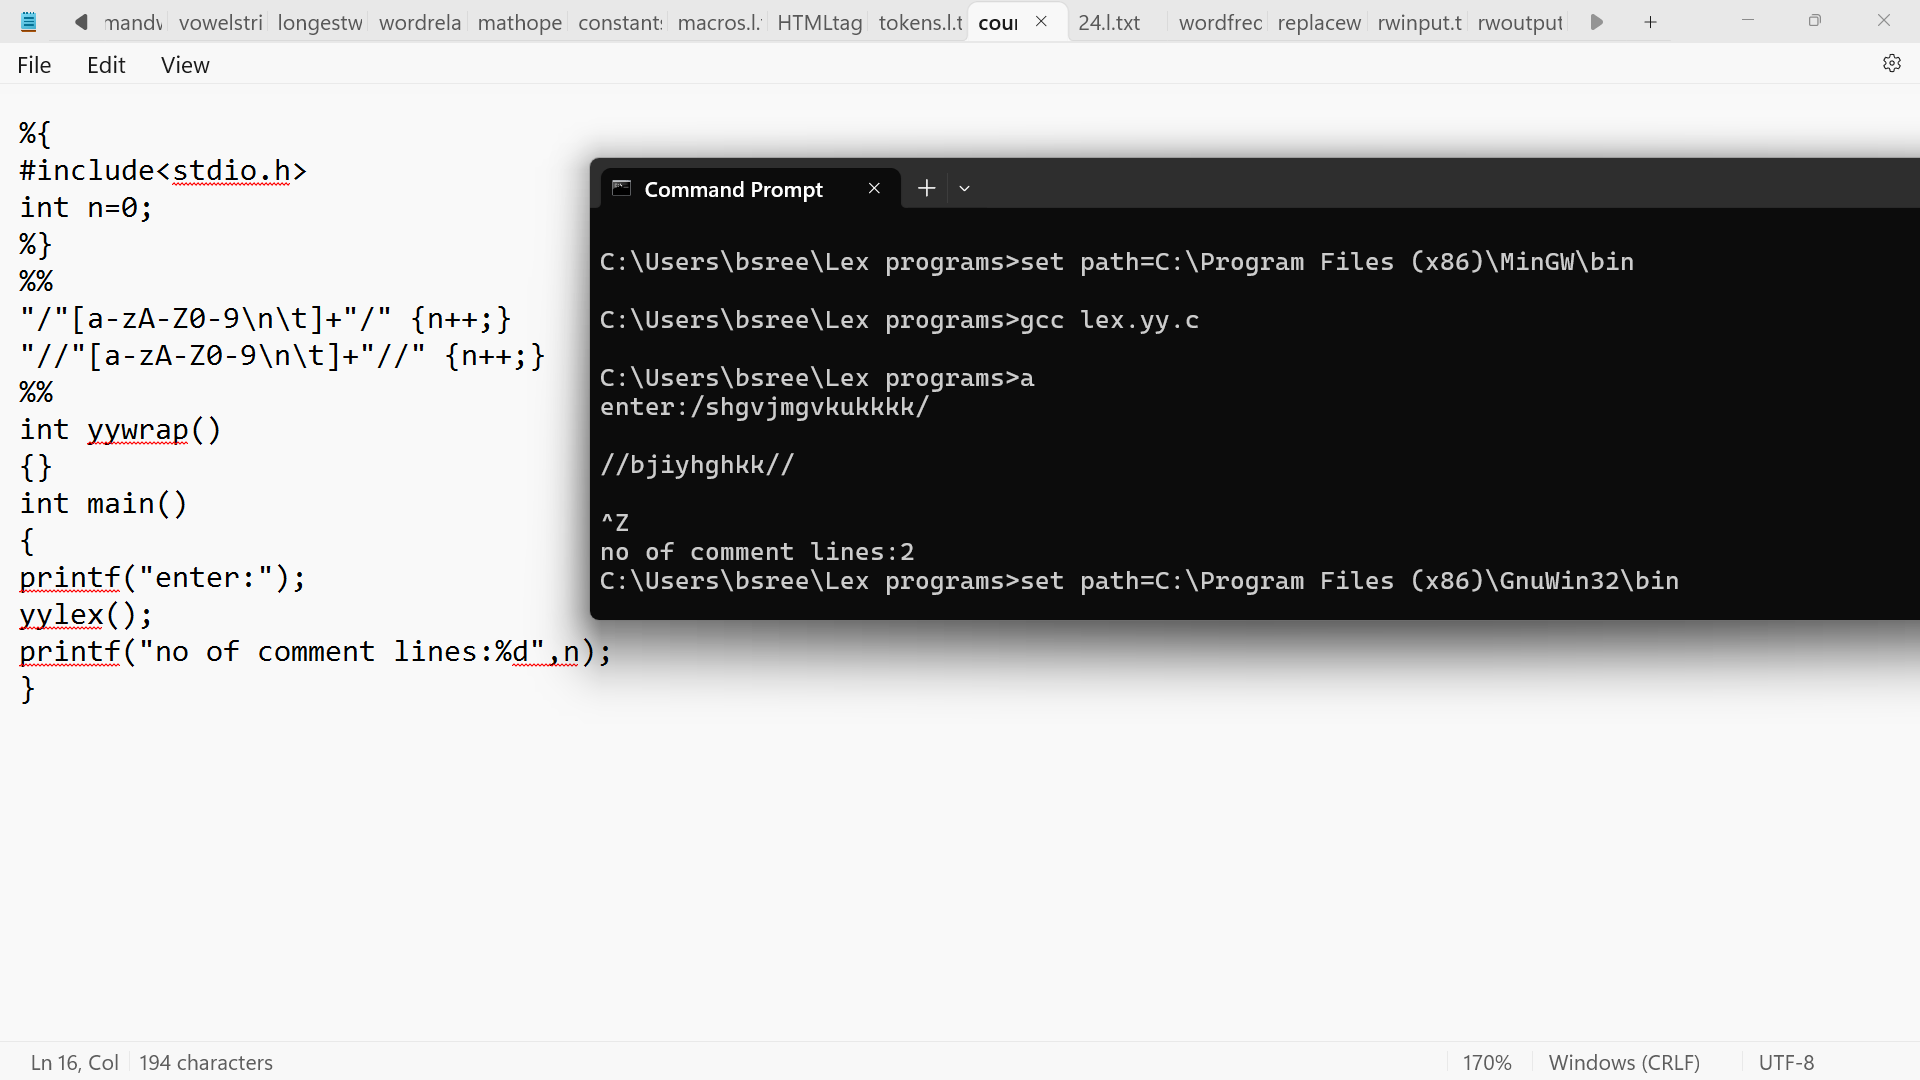 mandv vowelstri longestw wordrela mathope constant macros.l. HTMLtag tokens.l.t cour 24.l.txt wordfrec replacew rwinput.t rwoutput
File Edit View
%{
#include<stdio.h>
int n=0;
%}
%%
"/"[a-zA-Z0-9\n\t]+"/" {n++;}
"//"[a-zA-Z0-9\n\t]+"//" {n++;}
%%
int yywrap()
{}
int main()
{
printf("enter:");
yylex();
printf("no of comment lines:%d",n);
}
Command Prompt
C:\Users\bsree\Lex programs>set path=C:\Program Files (x86)\MinGW\bin
C:\Users\bsree\Lex programs>gcc lex.yy.c
C:\Users\bsree\Lex programs>a
enter:/shgvjmgvkukkkk/
//bjiyhghkk//
^Z
no of comment lines:2
C:\Users\bsree\Lex programs>set path=C:\Program Files (x86)\GnuWin32\bin
Ln 16, Col 194 characters 170% Windows (CRLF) UTF-8